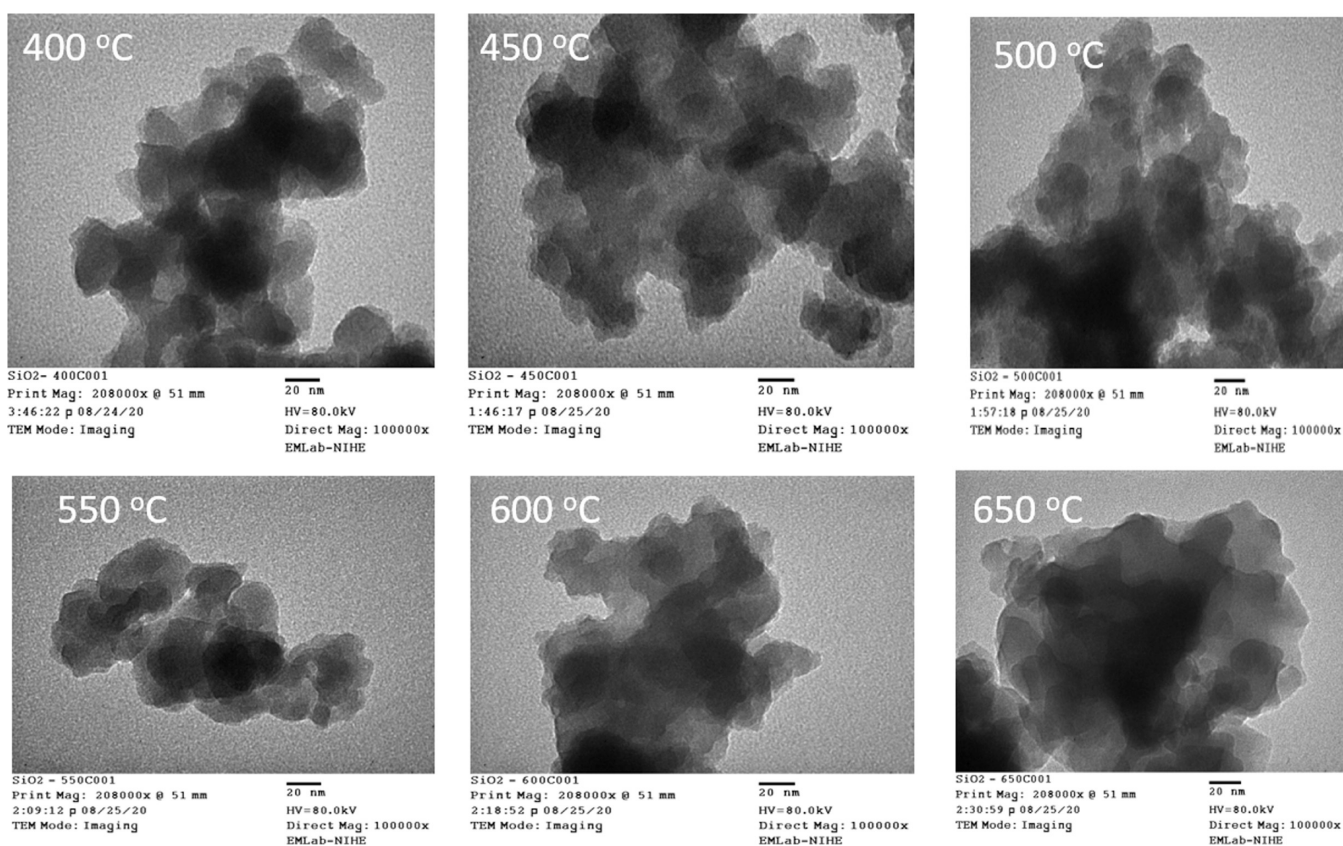 400 °C
SiO2- 400C001
Print Mag: 208000x @ 51 mm
3:46:22 p 08/24/20
TEM Mode: Imaging
20 nm
HV=80.0kV
Direct Mag: 100000x
EMLab-NIHE
450 °C
SiO2 - 450C001
Print Mag: 208000x @ 51 mm
1:46:17 p 08/25/20
TEM Mode: Imaging
20 nm
HV=80.0kV
Direct Mag: 100000x
EMLab-NIHE
500 °C
SiO2 - 500C001
Print Mag: 208000x @ 51 mm
1:57:18 p 08/25/20
TEM Mode: Imaging
20 nm
HV=80.0kV
Direct Mag: 100000x
EMLab-NIHE
550 °C
SiO2 - 550C001
Print Mag: 208000x @ 51 mm
2:09:12 p 08/25/20
TEM Mode: Imaging
20 nm
HV=80.0kV
Direct Mag: 100000x
EMLab-NIHE
600 °C
SiO2 - 600C001
Print Mag: 208000x @ 51 mm
2:18:52 p 08/25/20
TEM Mode: Imaging
20 nm
HV=80.0kV
Direct Mag: 100000x
EMLab-NIHE
650 °C
SiO2 - 650C001
Print Mag: 208000x @ 51 mm
2:30:59 p 08/25/20
TEM Mode: Imaging
20 nm
HV=80.0kV
Direct Mag: 100000x
EMLab-NIHE